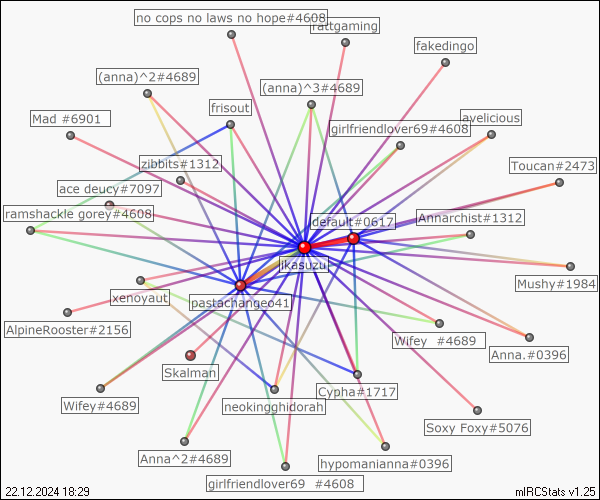 no cops no laws no hope#4608
rattgaming
fakedingo
(anna)^2#4689
(anna)^3#4689
frisout
Mad #6901
girlfriendlover69#4608
avelicious
zibbits#1312
Toucan#2473
ace deucy#7097
ramshackle gorey#4608
default#0617
Annarchist#1312
jkasuzu
Mushy#1984
xenoyaut
pastachangeo41
AlpineRooster#2156
Wifey #4689
Anna.#0396
Skalman
Cypha#1717
Wifey#4689
neokingghidorah
Soxy Foxy#5076
Anna^2#4689
hypomanianna#0396
girlfriendlover69 #4608
22.12.2024 18:29
mIRCStats v1.25